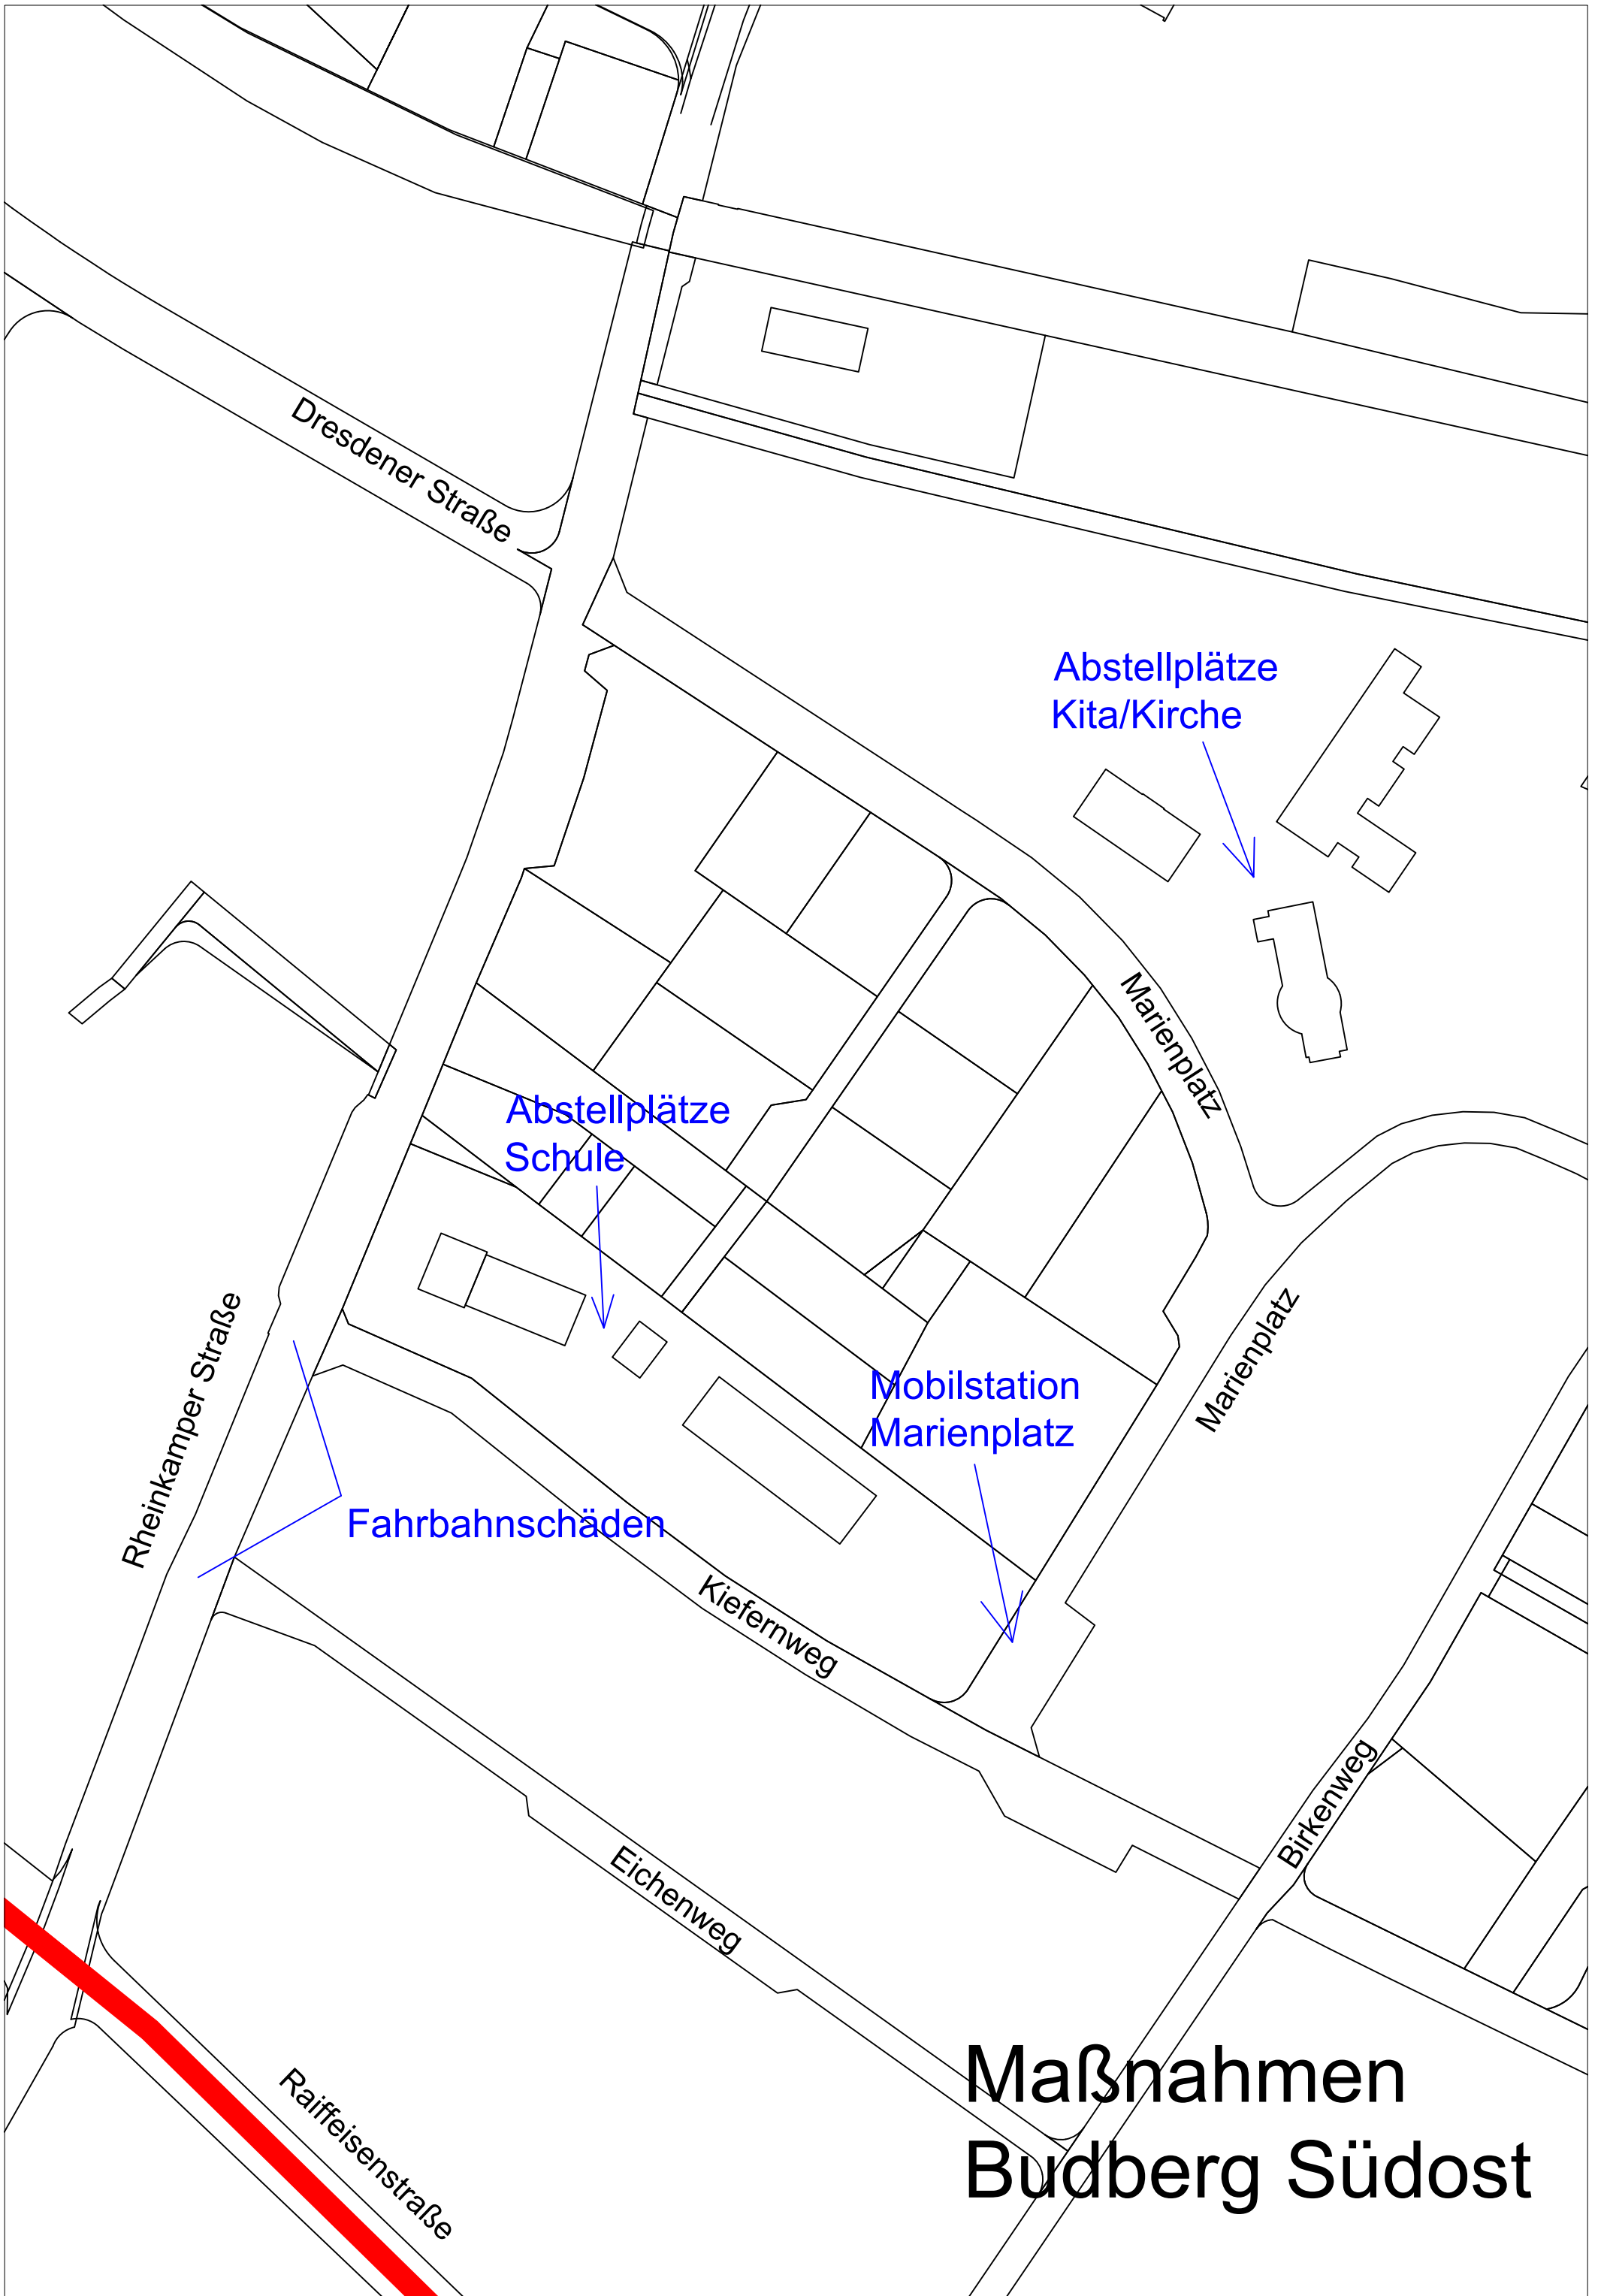 Dresdener Straße
Abstellplätze
Kita/Kirche
Marienplatz
Abstellplätze
Schule
Marienplatz
Rheinkamper Straße
Mobilstation
Marienplatz
Fahrbahnschäden
Kiefernweg
Birkenweg
Eichenweg
Maßnahmen
Budberg Südost
Raiffeisenstraße